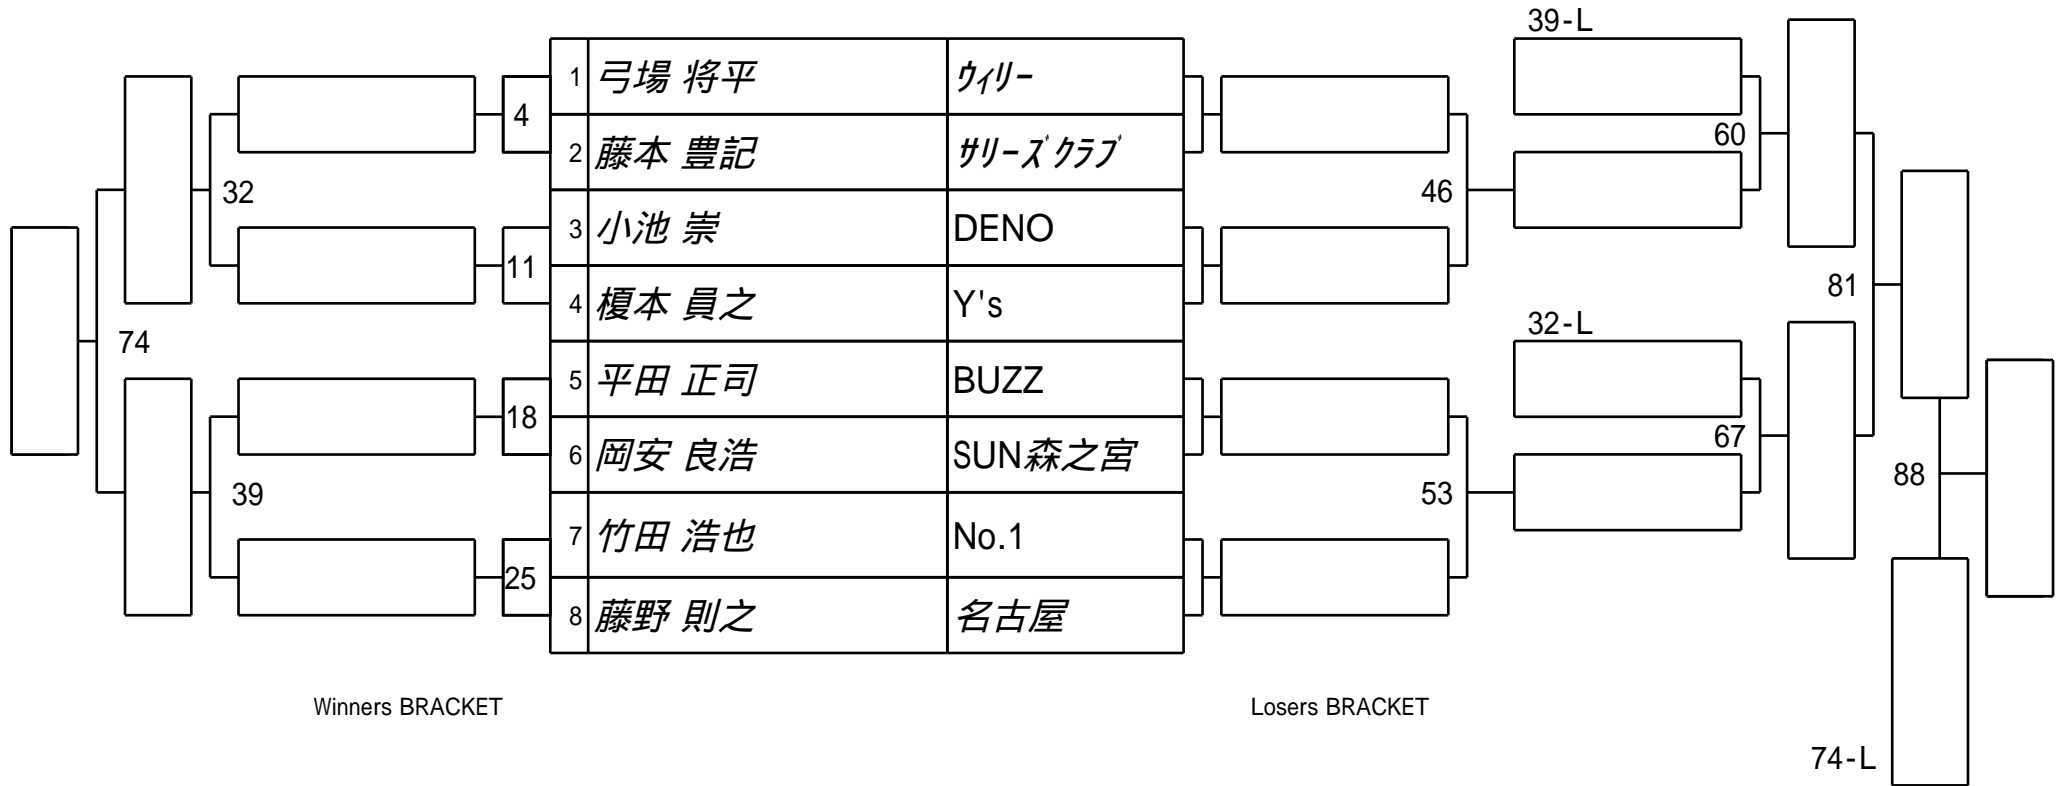 39-L
1 弓場 将平 ウィリー
4
2 藤本 豊記 サリーズクラブ
60
32
46
3 小池 崇 DENO
11
4 榎本 員之 Y's
81
32-L
74
5 平田 正司 BUZZ
18
67
6 岡安 良浩 SUN森之宮
39
53
88
7 竹田 浩也 No.1
25
8 藤野 則之 名古屋
Winners BRACKET
Losers BRACKET
74-L